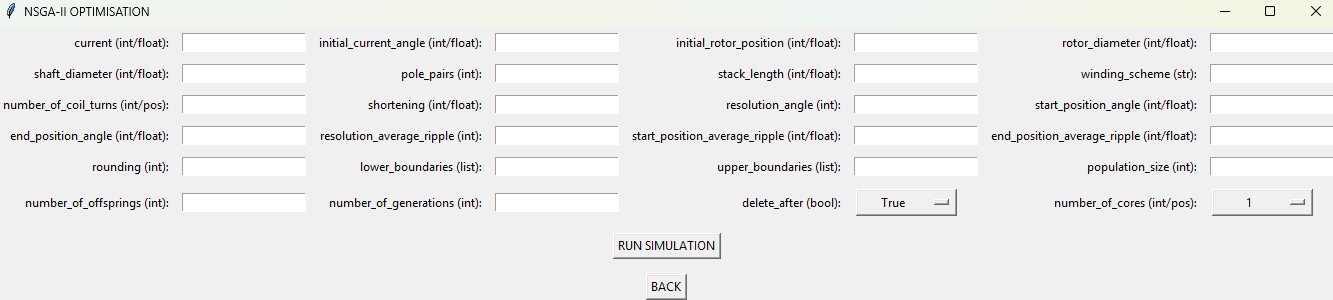 NSGA-II OPTIMISATION
current (int/float): initial_current_angle (int/float): initial_rotor_position (int/float): rotor_diameter (int/float):
shaft_diameter (int/float): pole_pairs (int): stack_length (int/float): winding_scheme (str):
number_of_coil_turns (int/pos): shortening (int/float): resolution_angle (int): start_position_angle (int/float):
end_position_angle (int/float): resolution_average_ripple (int): start_position_average_ripple (int/float): end_position_average_ripple (int/float):
rounding (int): lower_boundaries (list): upper_boundaries (list): population_size (int):
number_of_offsprings (int): number_of_generations (int): delete_after (bool): True number_of_cores (int/pos): 1
RUN SIMULATION
BACK